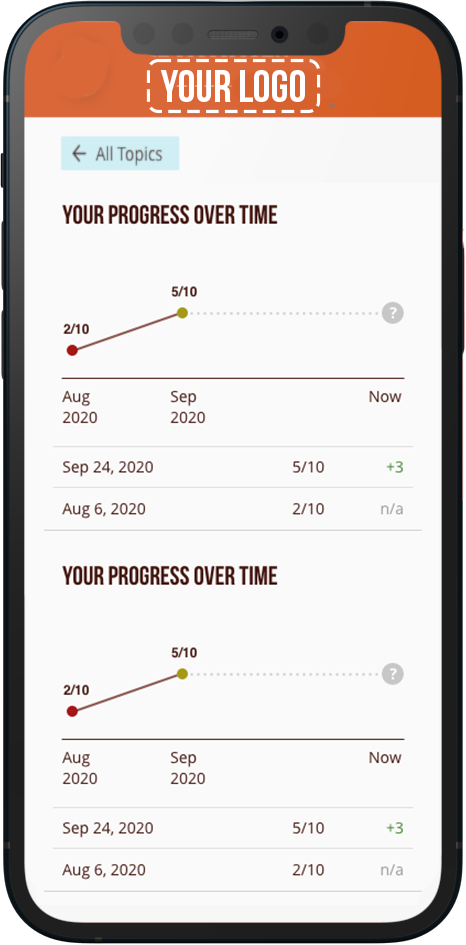 YOUR LOGO
← All Topics
YOUR PROGRESS OVER TIME
5/10
2/10
?
Aug Sep Now
2020 2020
Sep 24, 2020 5/10 +3
Aug 6, 2020 2/10 n/a
YOUR PROGRESS OVER TIME
5/10
2/10
?
Aug Sep Now
2020 2020
Sep 24, 2020 5/10 +3
Aug 6, 2020 2/10 n/a